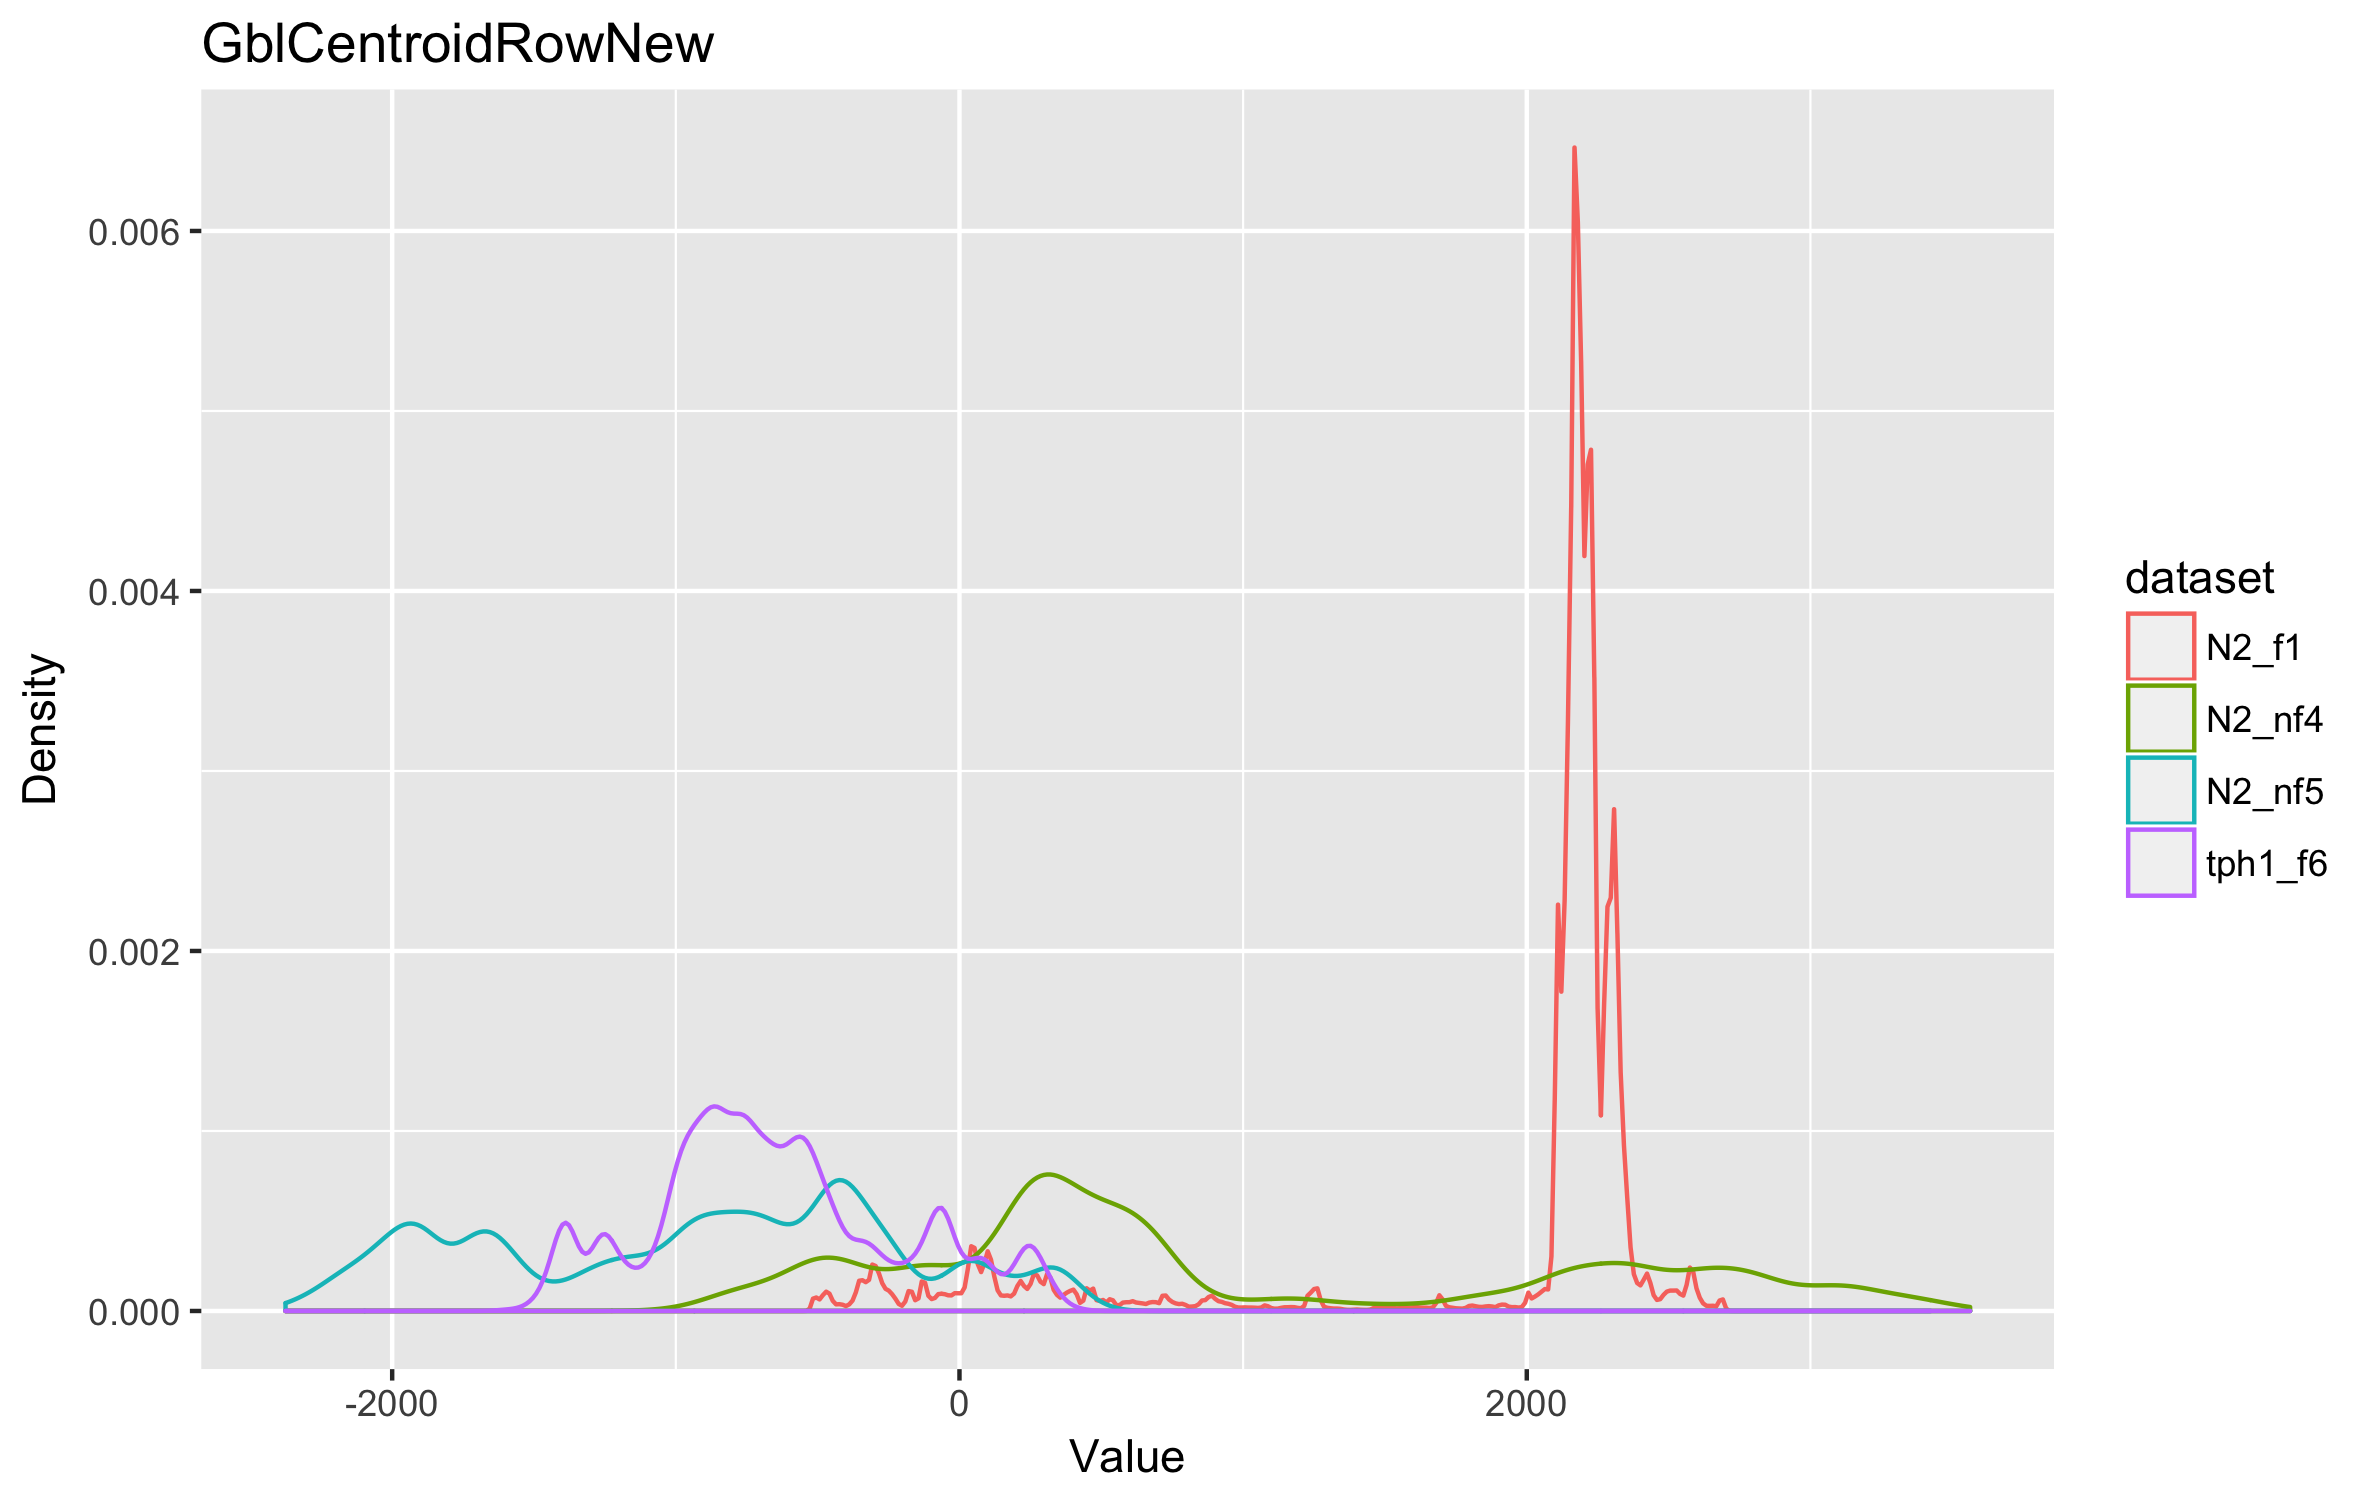 GblCentroidRowNew
0.006
0.004
0.002
0.000
Density
-2000
0
2000
Value
dataset
N2_f1
N2_nf4
N2_nf5
tph1_f6